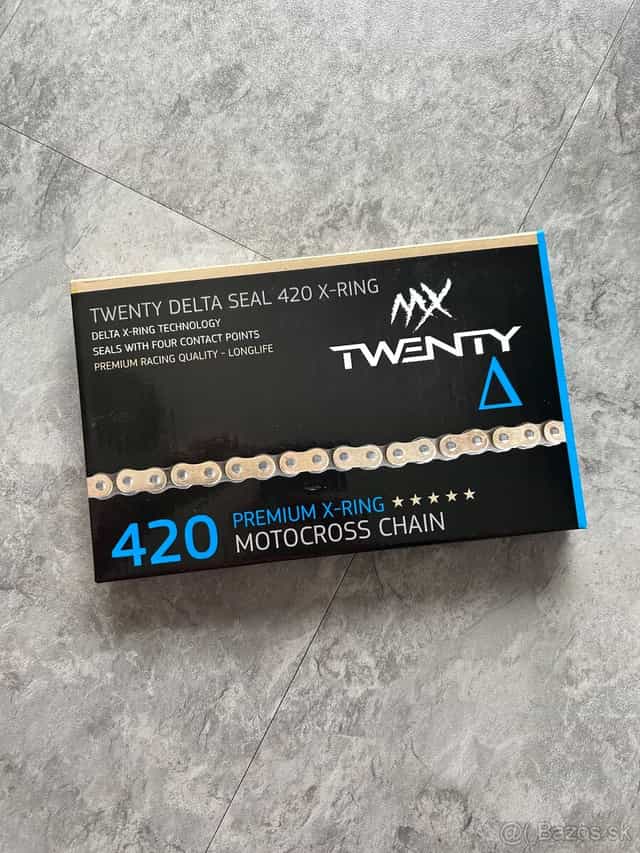 TWENTY DELTA SEAL 420 X-RING
DELTA X-RING TECHNOLOGY
SEALS WITH FOUR CONTACT POINTS
PREMIUM RACING QUALITY - LONGLIFE
MX
TWENTY
420
PREMIUM X-RING ★★★★★
MOTOCROSS CHAIN
@( Bazos.sk